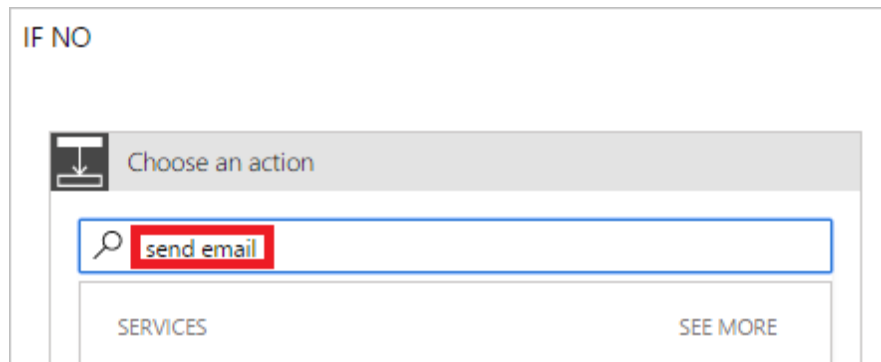 IF NO
Choose an action
send email
SERVICES SEE MORE